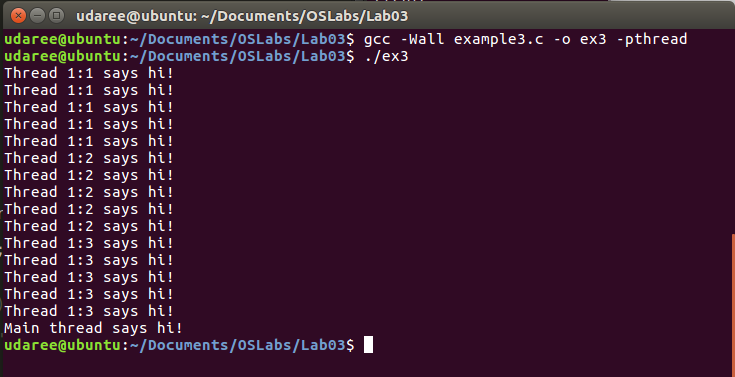 udaree@ubuntu: ~/Documents/OSLabs/Lab03
udaree@ubuntu:~/Documents/OSLabs/Lab03$ gcc -Wall example3.c -o ex3 -pthread
udaree@ubuntu:~/Documents/OSLabs/Lab03$ ./ex3
Thread 1:1 says hi!
Thread 1:1 says hi!
Thread 1:1 says hi!
Thread 1:1 says hi!
Thread 1:1 says hi!
Thread 1:2 says hi!
Thread 1:2 says hi!
Thread 1:2 says hi!
Thread 1:2 says hi!
Thread 1:2 says hi!
Thread 1:3 says hi!
Thread 1:3 says hi!
Thread 1:3 says hi!
Thread 1:3 says hi!
Thread 1:3 says hi!
Main thread says hi!
udaree@ubuntu:~/Documents/OSLabs/Lab03$